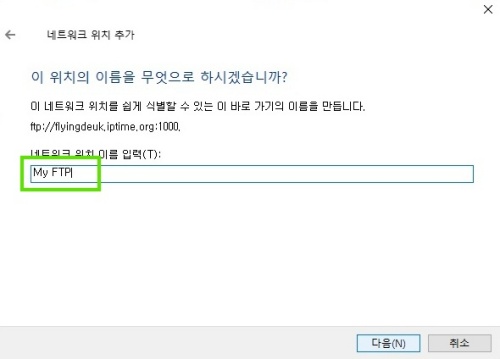 네트워크 위치 추가
이 위치의 이름을 무엇으로 하시겠습니까?
이 네트워크 위치를 쉽게 식별할 수 있는 이 바로 가기의 이름을 만듭니다.
ftp://flyingdeuk.iptime.org:1000.
네트워크 위치 이름 입력(T):
My FTP
다음(N)
취소